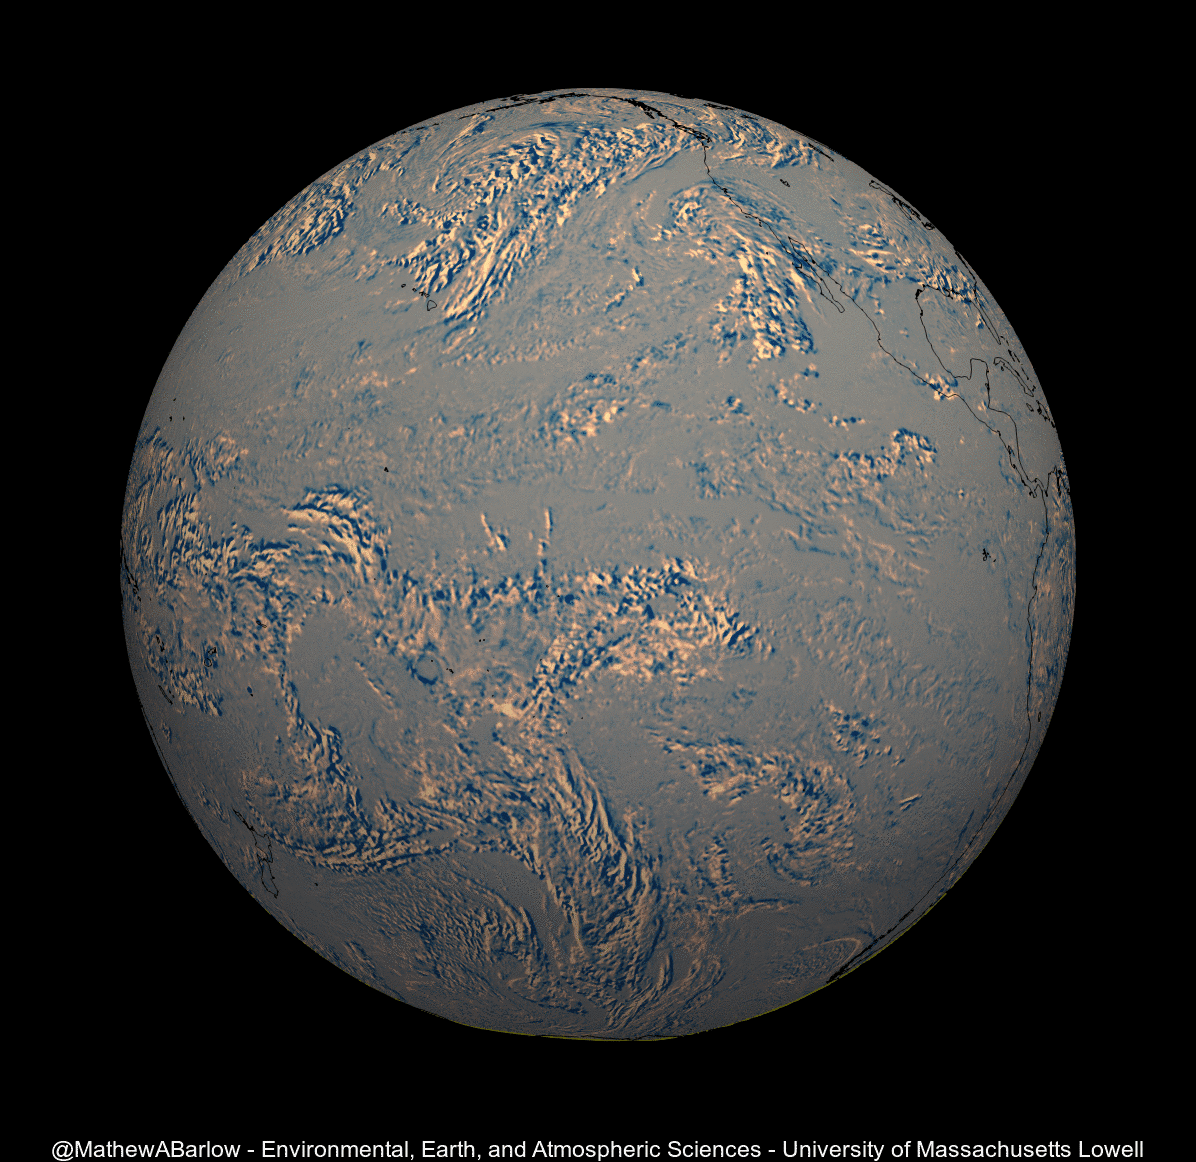 @MathewABarlow - Environmental, Earth, and Atmospheric Sciences - University of Massachusetts Lowell